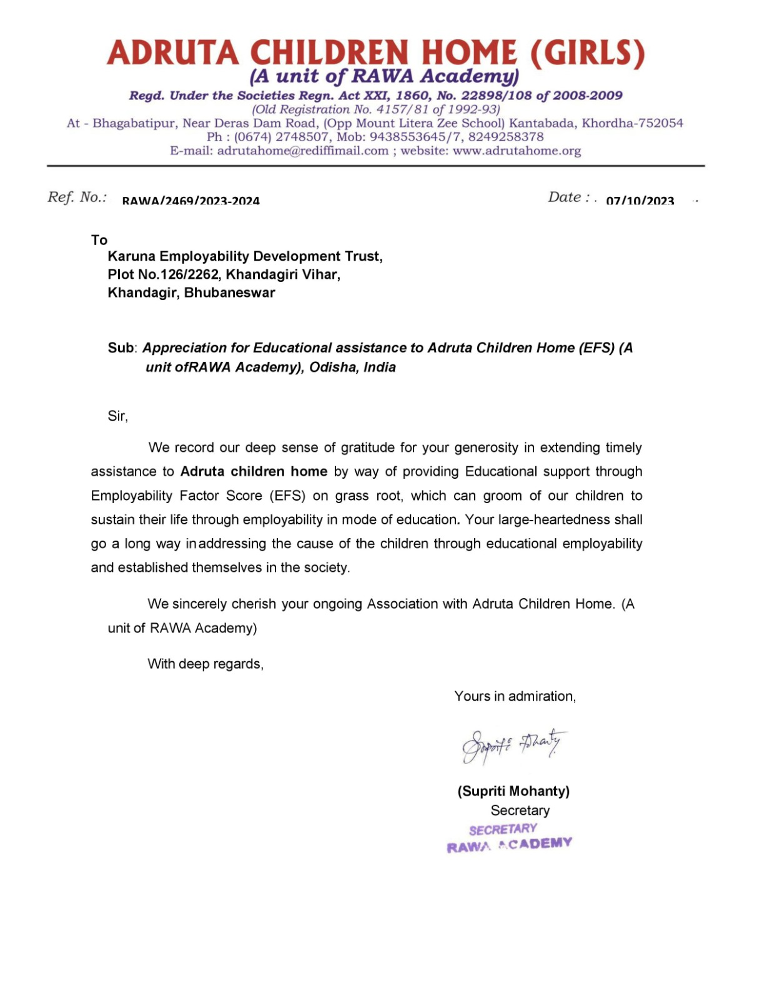 ADRUTA CHILDREN HOME (GIRLS)
(A unit of RAWA Academy)
Regd. Under the Societies Regn. Act XXI, 1860, No. 22898/108 of 2008-2009
(Old Registration No. 4157/81 of 1992-93)
At - Bhagabatipur, Near Deras Dam Road, (Opp Mount Litera Zee School) Kantabada, Khordha-752054
Ph : (0674) 2748507, Mob: 9438553645/7, 8249258378
E-mail: adrutahome@rediffimail.com ; website: www.adrutahome.org
Ref. No.: RAWA/2469/2023-2024 Date : . 07/10/2023 ..
To
Karuna Employability Development Trust,
Plot No.126/2262, Khandagiri Vihar,
Khandagir, Bhubaneswar
Sub: Appreciation for Educational assistance to Adruta Children Home (EFS) (A
unit ofRAWA Academy), Odisha, India
Sir,
We record our deep sense of gratitude for your generosity in extending timely
assistance to Adruta children home by way of providing Educational support through
Employability Factor Score (EFS) on grass root, which can groom of our children to
sustain their life through employability in mode of education. Your large-heartedness shall
go a long way in addressing the cause of the children through educational employability
and established themselves in the society.
We sincerely cherish your ongoing Association with Adruta Children Home. (A
unit of RAWA Academy)
With deep regards,
Yours in admiration,
(Supriti Mohanty)
Secretary
SECRETARY
RAWA ACADEMY